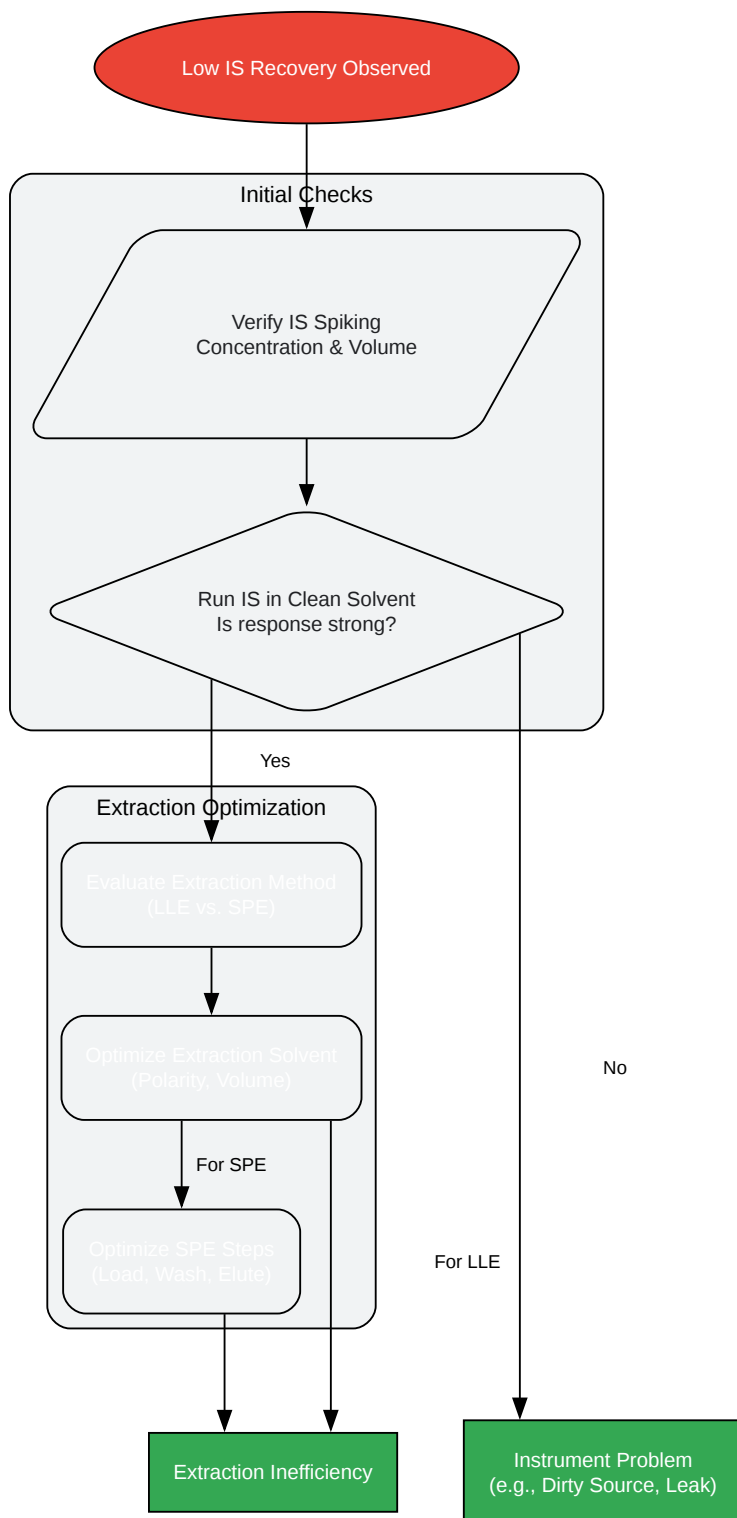 Low IS Recovery Observed
Initial Checks
Verify IS Spiking
Concentration & Volume
Run IS in Clean Solvent
Is response strong?
Yes
Extraction Optimization
Evaluate Extraction Method
(LLE vs. SPE)
Optimize Extraction Solvent
(Polarity, Volume)
No
For SPE
Optimize SPE Steps
(Load, Wash, Elute)
For LLE
Extraction Inefficiency
Instrument Problem
(e.g., Dirty Source, Leak)